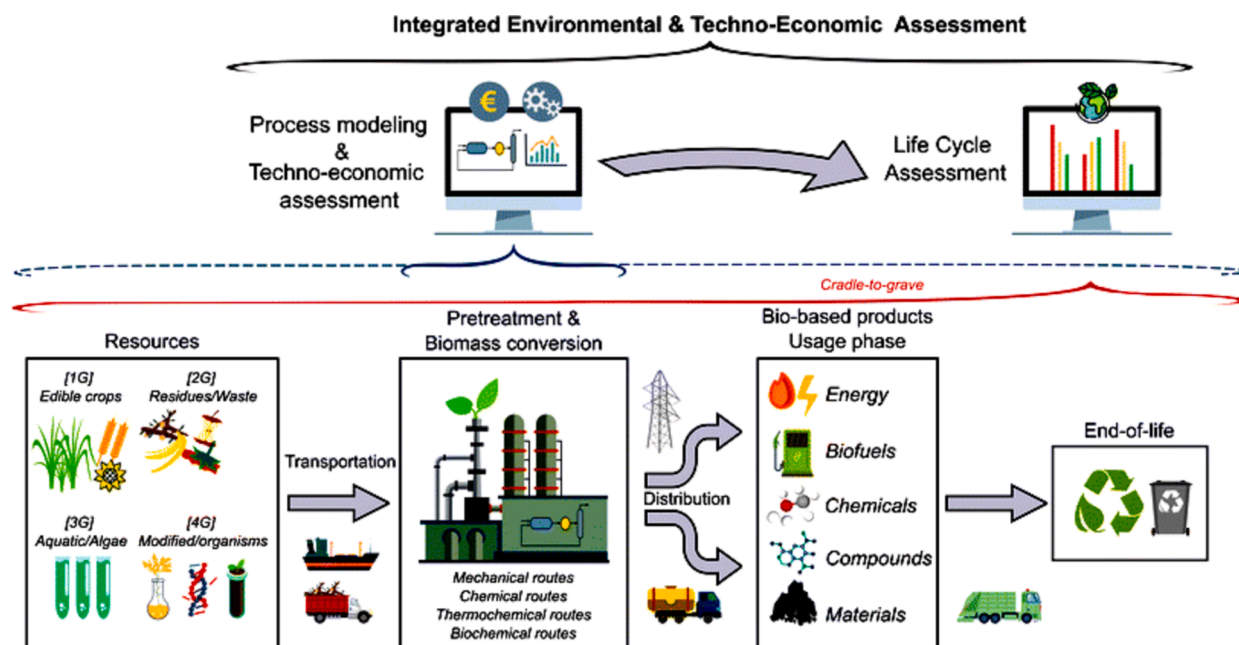 Integrated Environmental & Techno-Economic Assessment
Process modeling
&
Techno-economic
assessment
€
Life Cycle
Assessment
Cradle-to-grave
Resources
[1G]
Edible crops
[2G]
Residues/Waste
[3G]
Aquatic/Algae
[4G]
Modified/organisms
Transportation
Pretreatment &
Biomass conversion
Mechanical routes
Chemical routes
Thermochemical routes
Biochemical routes
Distribution
Bio-based products
Usage phase
Energy
Biofuels
Chemicals
Compounds
Materials
End-of-life